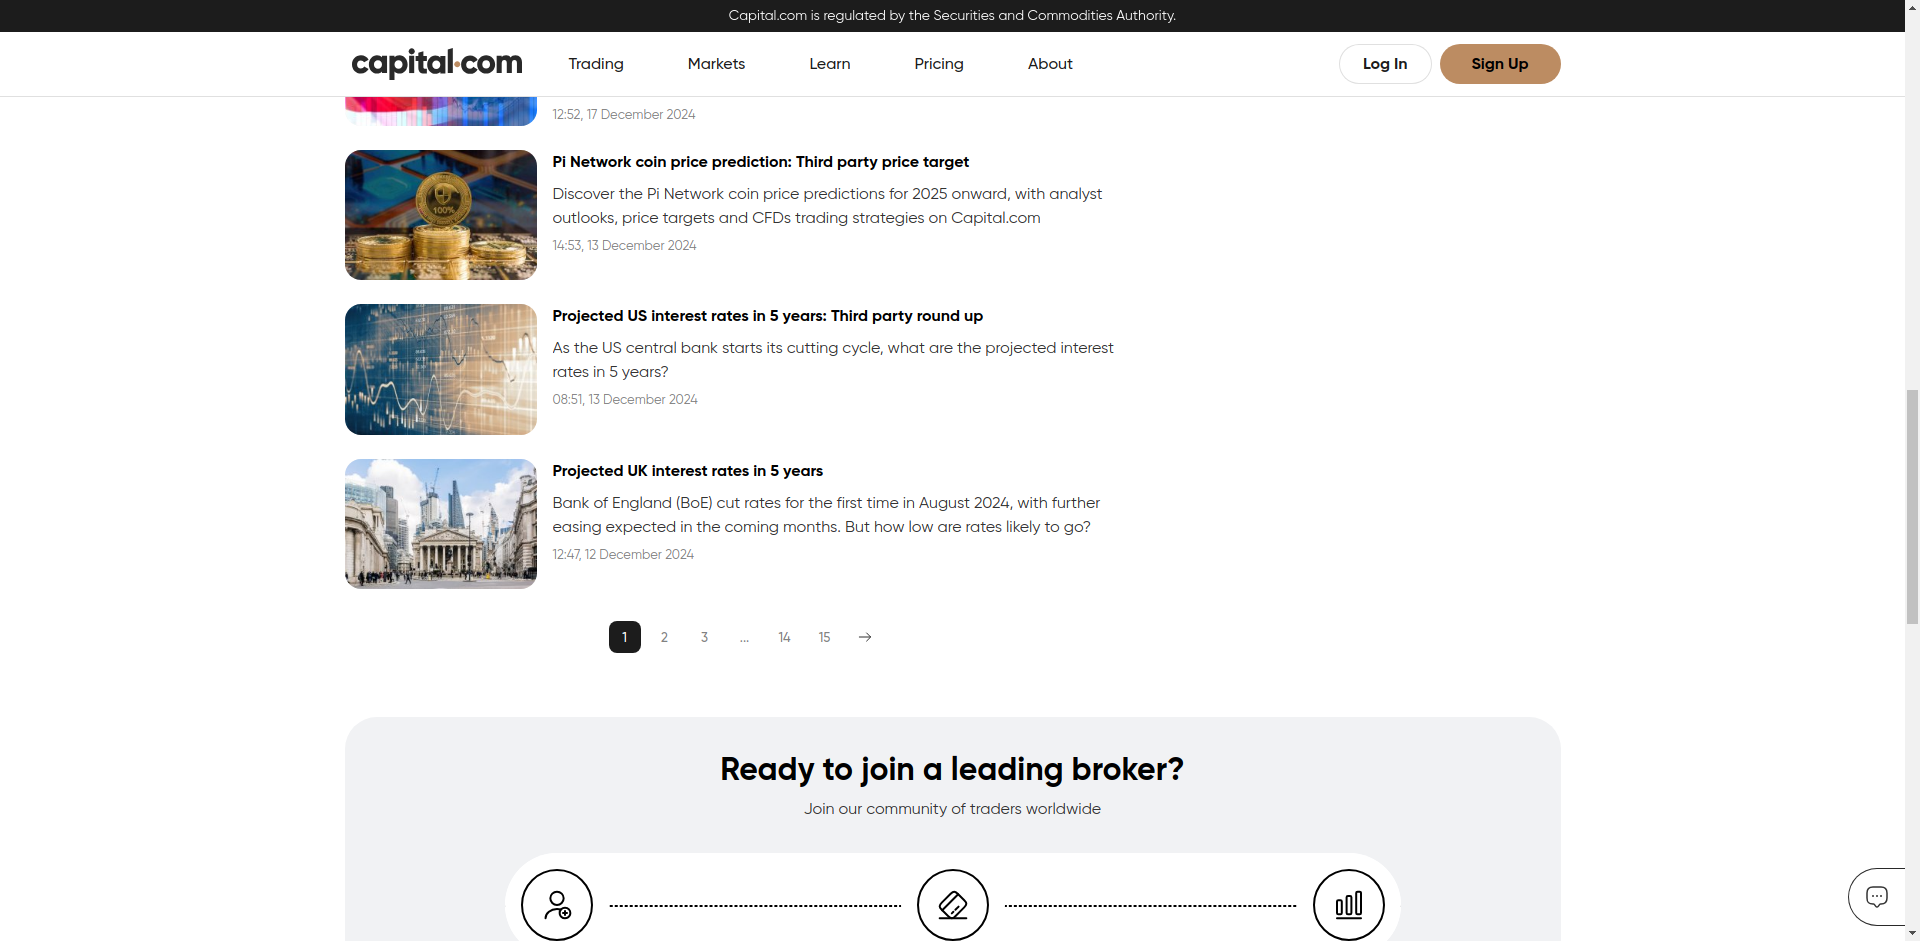 Capital.com is regulated by the Securities and Commodities Authority.
capital.com
Trading
Markets
Learn
Pricing
About
Log In
Sign Up
12:52, 17 December 2024
Pi Network coin price prediction: Third party price target
Discover the Pi Network coin price predictions for 2025 onward, with analyst
outlooks, price targets and CFDs trading strategies on Capital.com
14:53, 13 December 2024
100%
Projected US interest rates in 5 years: Third party round up
As the US central bank starts its cutting cycle, what are the projected interest
rates in 5 years?
08:51, 13 December 2024
Projected UK interest rates in 5 years
Bank of England (BoE) cut rates for the first time in August 2024, with further
easing expected in the coming months. But how low are rates likely to go?
12:47, 12 December 2024
1
2
3
...
14
15
Ready to join a leading broker?
Join our community of traders worldwide